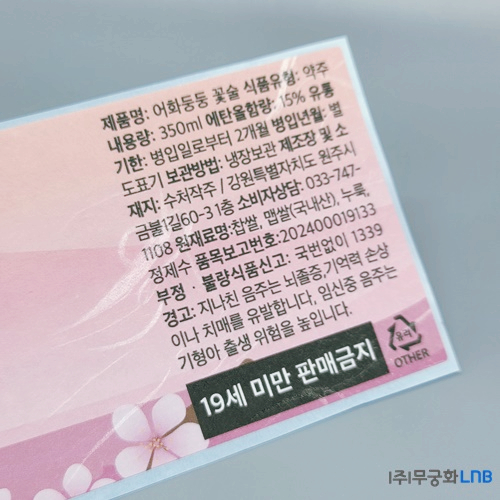 제품명: 어화둥둥 꽃술 식품유형: 약주
내용량: 350ml 에탄올함량: 15% 유통
기한: 병입일로부터 2개월 병입년월: 별
도표기 보관방법: 냉장보관 제조장 및 소
재지: 수처작주 / 강원특별자치도 원주시
금불1길60-3 1층 소비자상담: 033-747-
1108 원재료명: 찹쌀, 맵쌀(국내산), 누룩,
정제수 품목보고번호:202400019133
부정 · 불량식품신고: 국번없이 1339
경고: 지나친 음주는 뇌졸증,기억력 손상
이나 치매를 유발합니다, 임신중 음주는
기형아 출생 위험을 높입니다.
19세 미만 판매금지
OTHER
(주)무궁화LNB